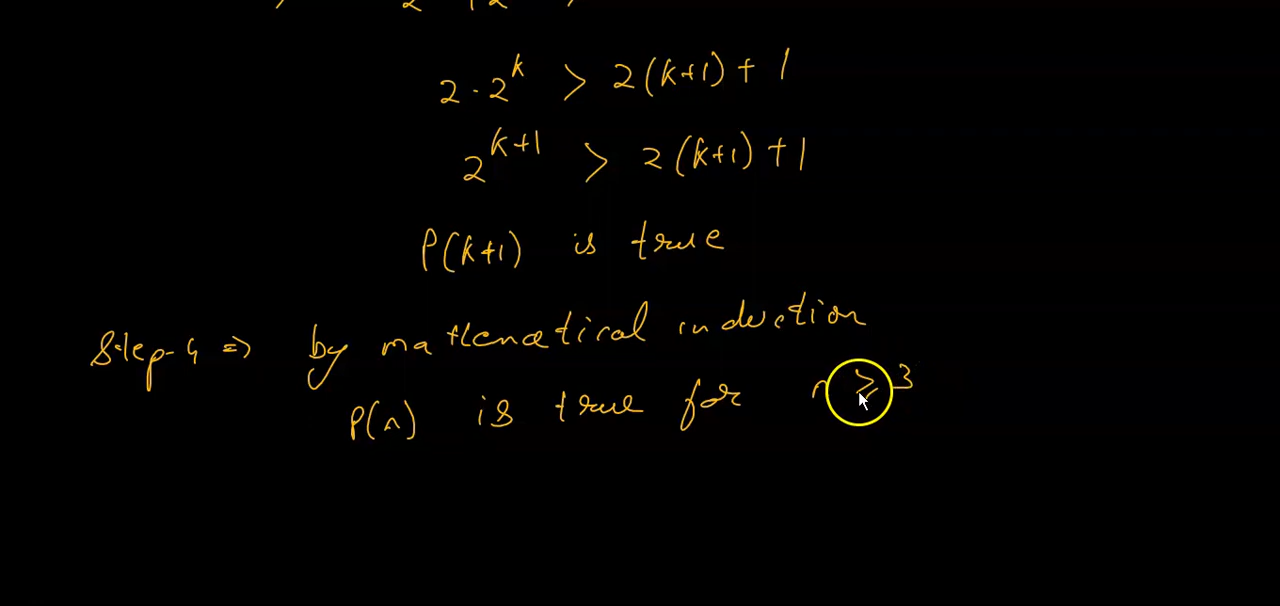 2 · 2^k > 2(k+1) + 1
2^(k+1) > 2(k+1) + 1
P(k+1) is true
Step-4 => by mathematical induction
P(n) is true for n ≥ 3